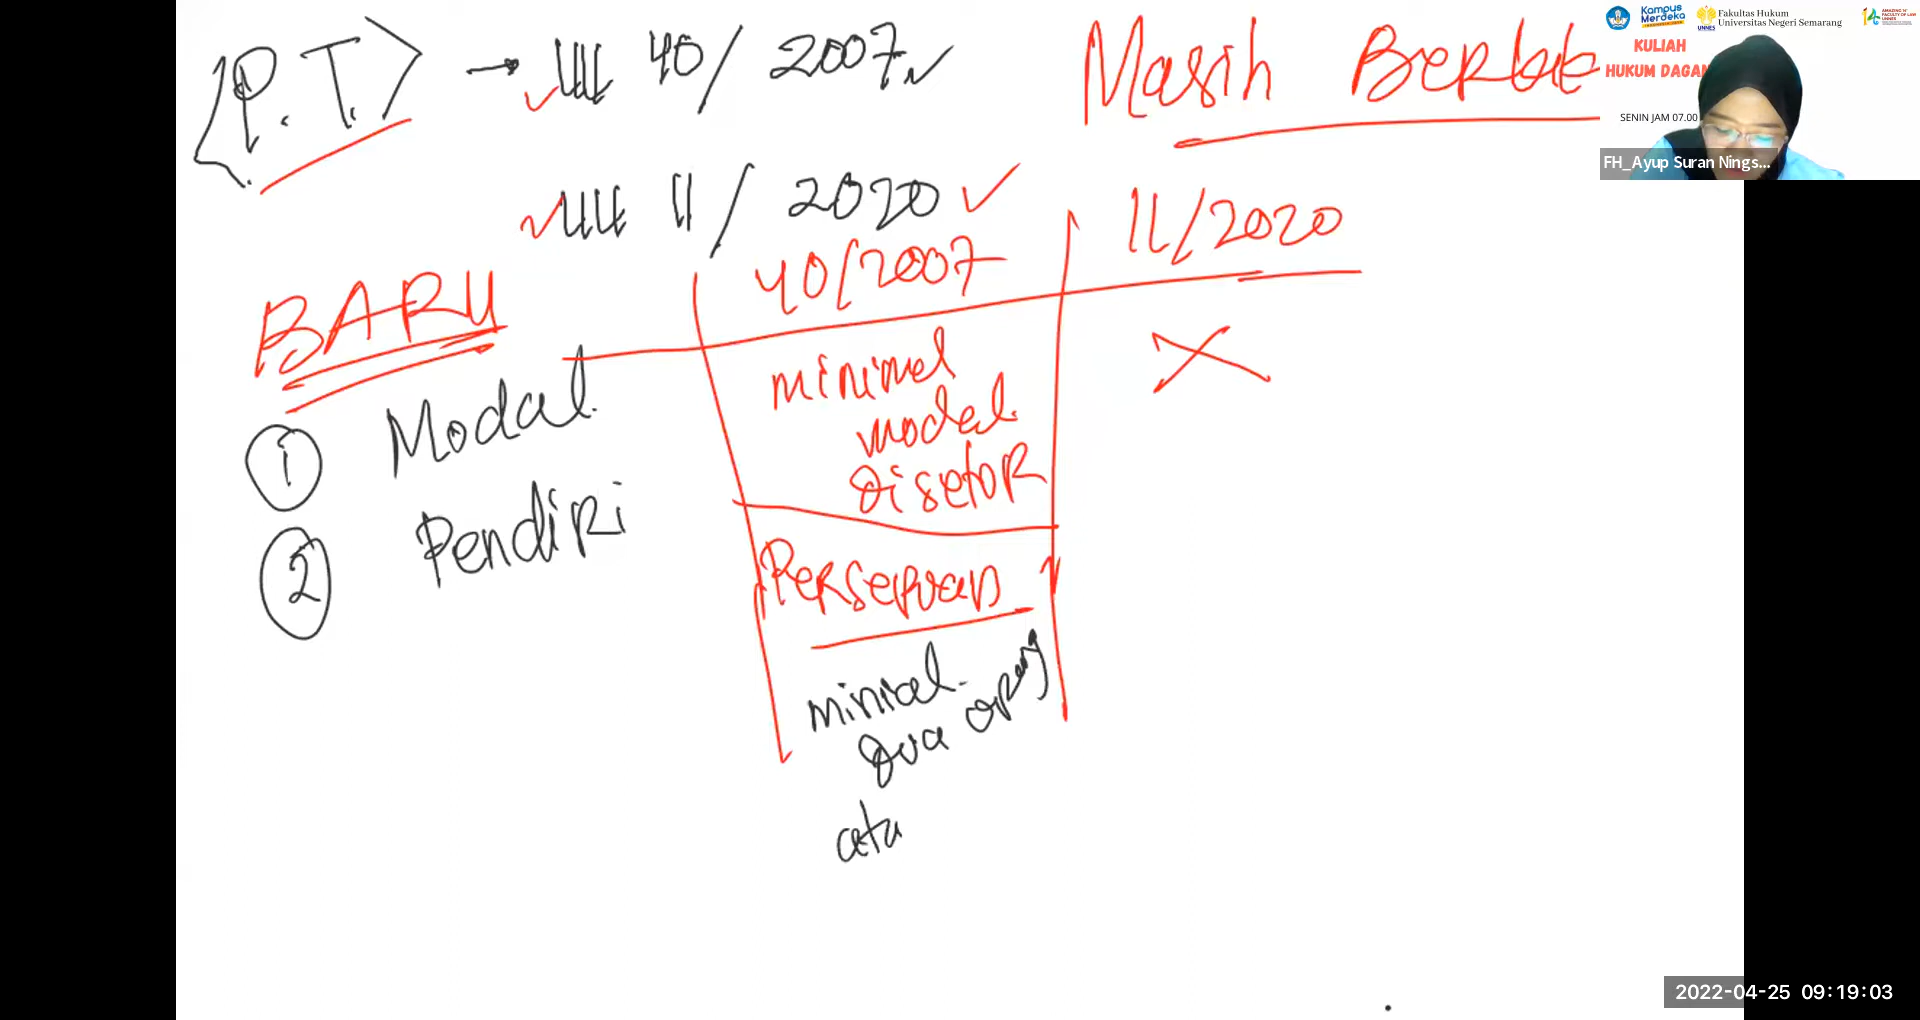 P.T. → UU 40/2007
Masih Berlak
UU 11/2020
BARU
40/2007
11/2020
① Modal
minimal
modal
disetor
② Pendiri
Perseroan
minial
dua orang
atau
Kampus
Merdeka
UNNES
Fakultas Hukum
Universitas Negeri Semarang
KULIAH
HUKUM DAGAN
SENIN JAM 07.00
FH_Ayup Suran Nings...
2022-04-25 09:19:03